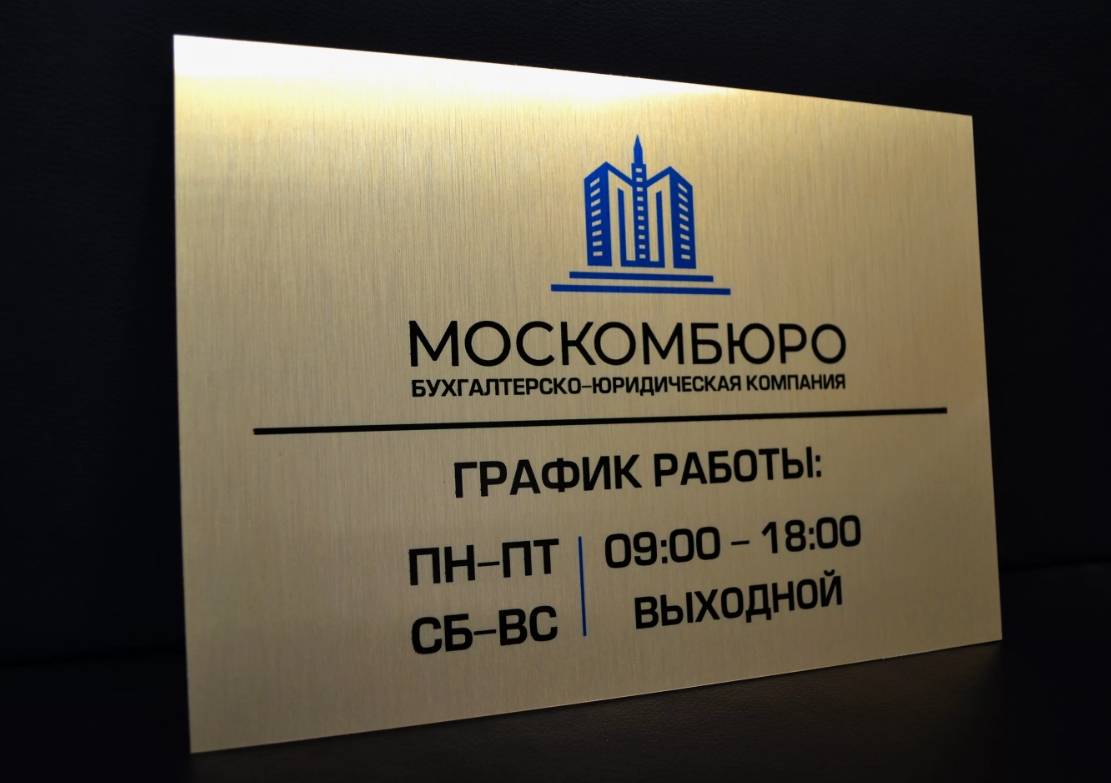 МОСКОМБЮРО
БУХГАЛТЕРСКО-ЮРИДИЧЕСКАЯ КОМПАНИЯ
ГРАФИК РАБОТЫ:
ПН-ПТ 09:00 - 18:00
СБ-ВС ВЫХОДНОЙ